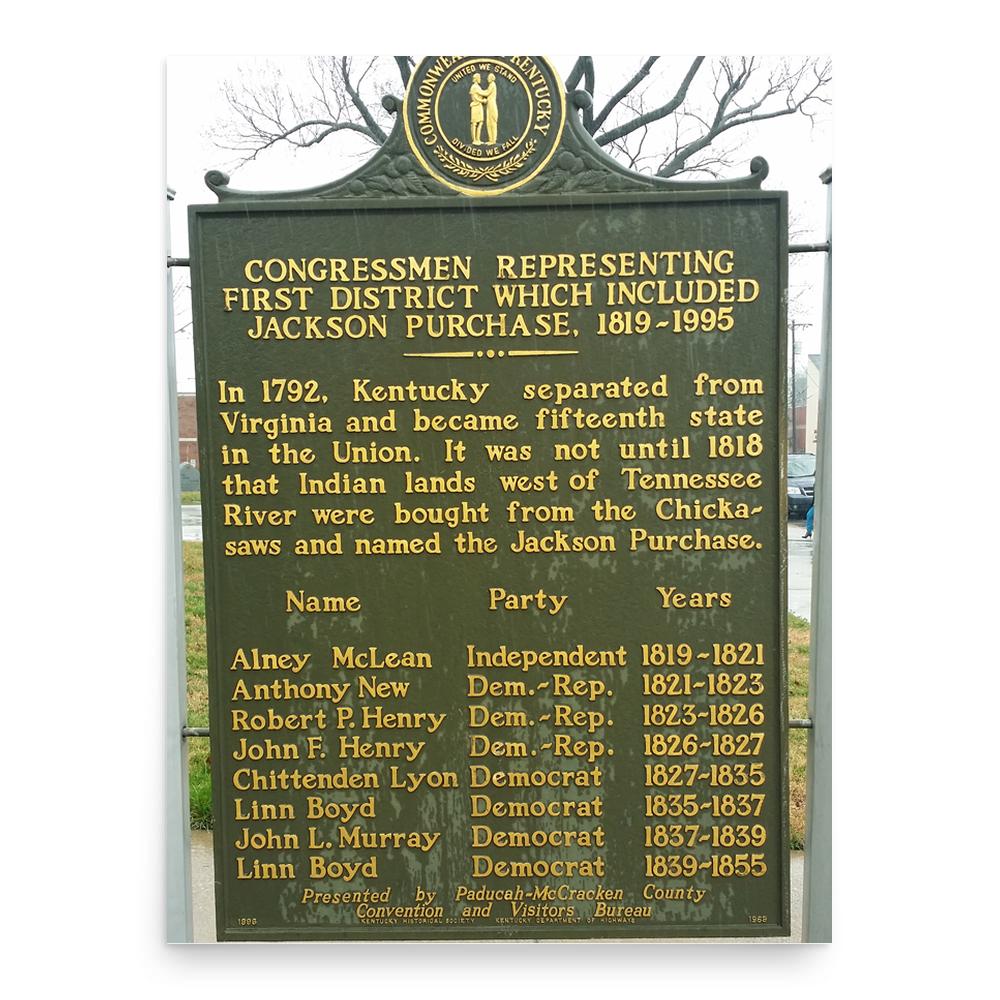 COMMONWEALTH KENTUCKY
UNITED WE STAND
DIVIDED WE FALL
CONGRESSMEN REPRESENTING
FIRST DISTRICT WHICH INCLUDED
JACKSON PURCHASE, 1819~1995
In 1792, Kentucky separated from
Virginia and became fifteenth state
in the Union. It was not until 1818
that Indian lands west of Tennessee
River were bought from the Chicka-
saws and named the Jackson Purchase.
Name Party Years
Alney McLean Independent 1819~1821
Anthony New Dem.-Rep. 1821~1823
Robert P. Henry Dem.-Rep. 1823~1826
John F. Henry Dem.-Rep. 1826~1827
Chittenden Lyon Democrat 1827~1835
Linn Boyd Democrat 1835~1837
John L. Murray Democrat 1837~1839
Linn Boyd Democrat 1839~1855
Presented by Paducah-McCracken County
Convention and Visitors Bureau
KENTUCKY HISTORICAL SOCIETY KENTUCKY DEPARTMENT OF HIGHWAYS
1996 1968